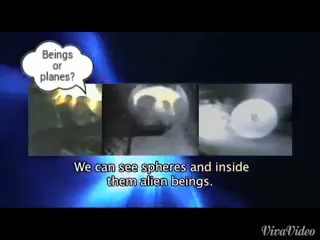 Beings
or
planes?
We can see spheres and inside
them alien beings.
VivaVideo